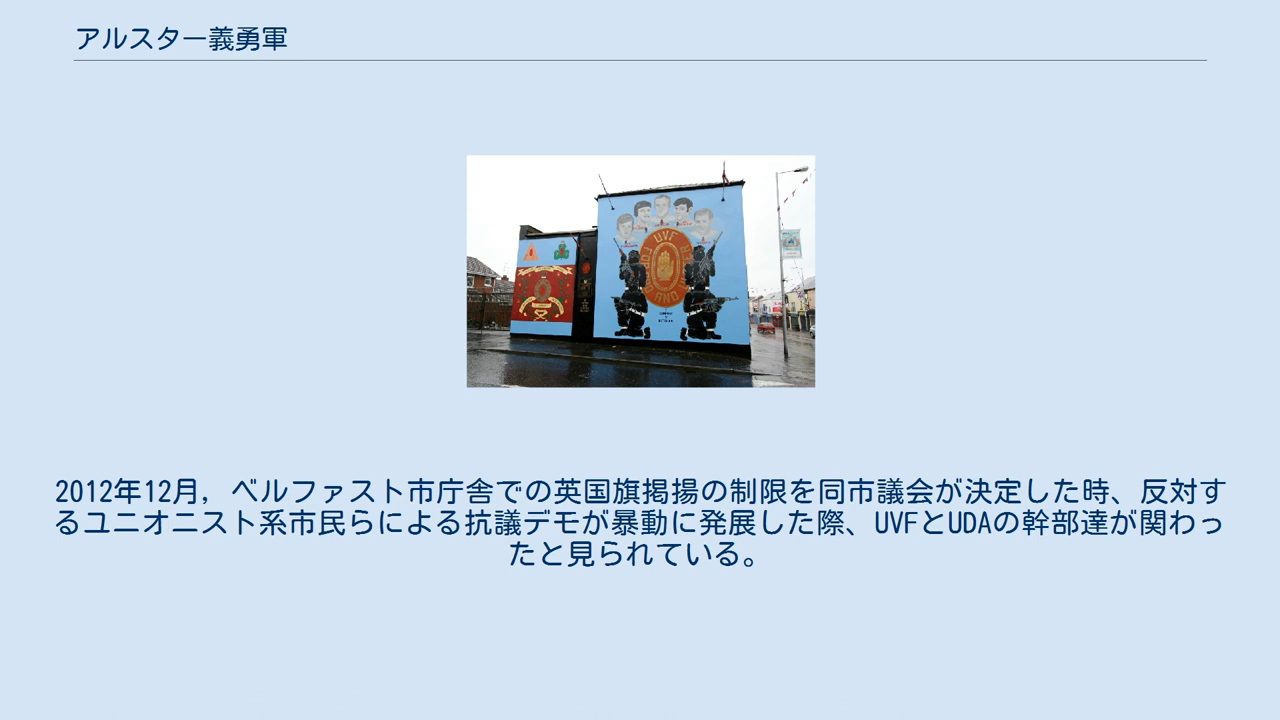 アルスター義勇軍
UVF
FOR
AND
2012年12月，ベルファスト市庁舎での英国旗掲揚の制限を同市議会が決定した時、反対す
るユニオニスト系市民らによる抗議デモが暴動に発展した際、UVFとUDAの幹部達が関わっ
たと見られている。